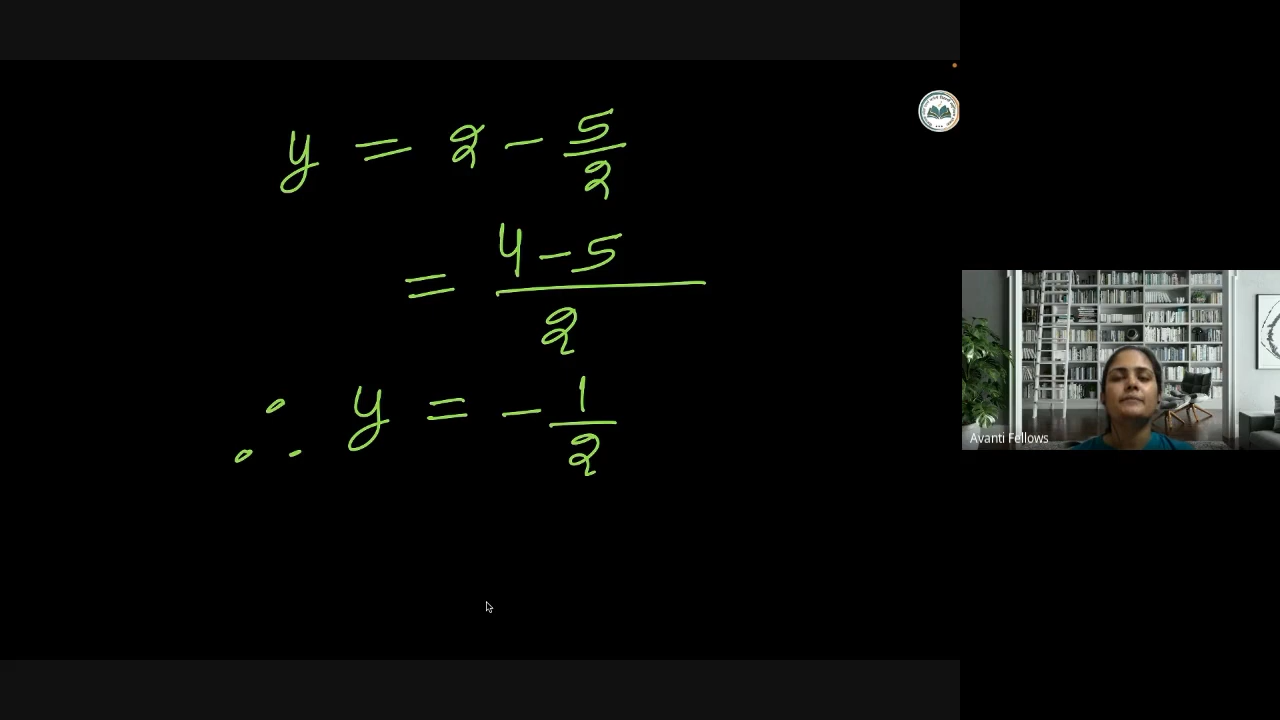 y = 2 - 5/2
= 4 - 5/2
∴ y = - 1/2
Avanti Fellows